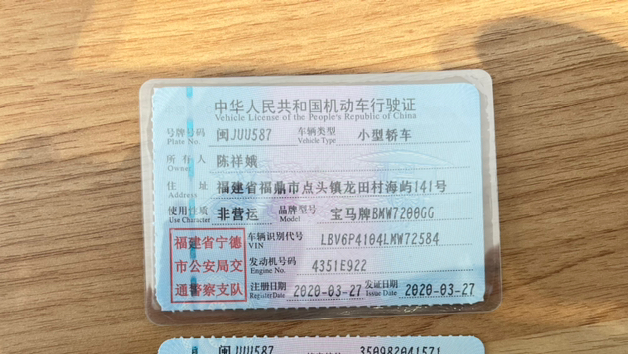 中华人民共和国机动车行驶证
Vehicle License of the People's Republic of China
号牌号码 闽JUU587 车辆类型 小型轿车
Plate No. Vehicle Type
所有人 陈祥娥
Owner
住址 福建省福鼎市点头镇龙田村海屿141号
Address
使用性质 非营运 品牌型号 宝马牌BMW7200GG
Use Character Model
福建省宁德
市公安局交
通警察支队
车辆识别代号 LBV6P4104LMW72584
VIN
发动机号码 4351E922
Engine No.
注册日期 2020-03-27 发证日期 2020-03-27
Register Date Issue Date
闽JUU587 350982041571